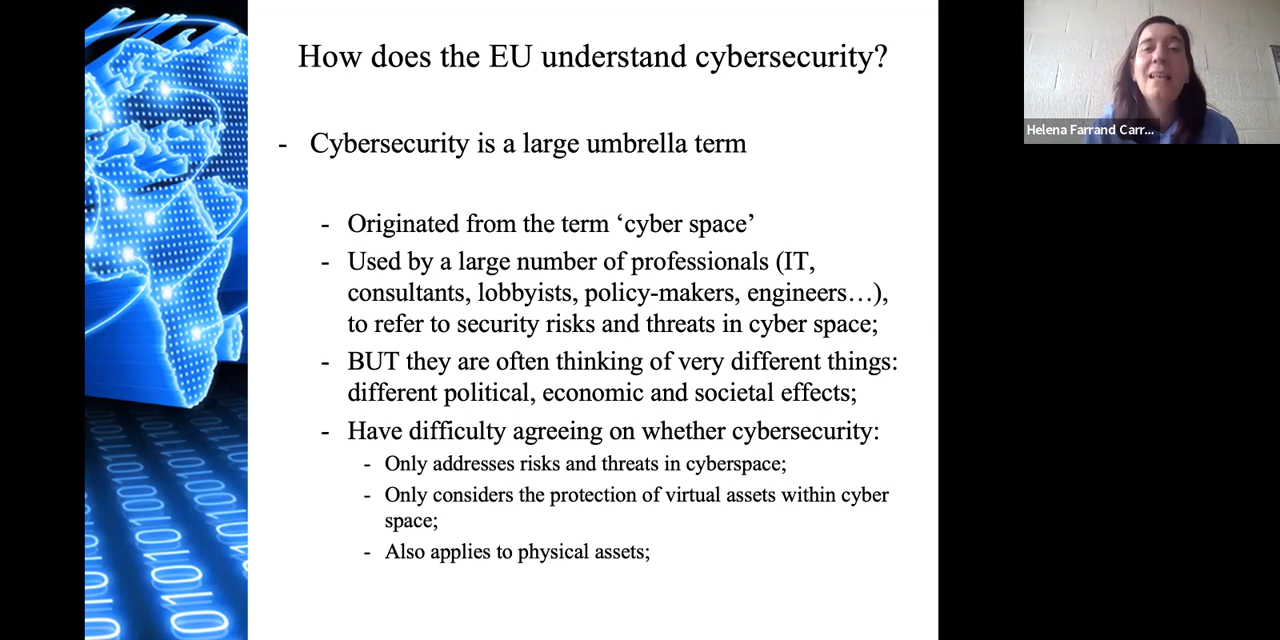 How does the EU understand cybersecurity?
- Cybersecurity is a large umbrella term
- Originated from the term ‘cyber space’
- Used by a large number of professionals (IT,
consultants, lobbyists, policy-makers, engineers…),
to refer to security risks and threats in cyber space;
- BUT they are often thinking of very different things:
different political, economic and societal effects;
- Have difficulty agreeing on whether cybersecurity:
- Only addresses risks and threats in cyberspace;
- Only considers the protection of virtual assets within cyber
space;
- Also applies to physical assets;
Helena Farrand Carr...